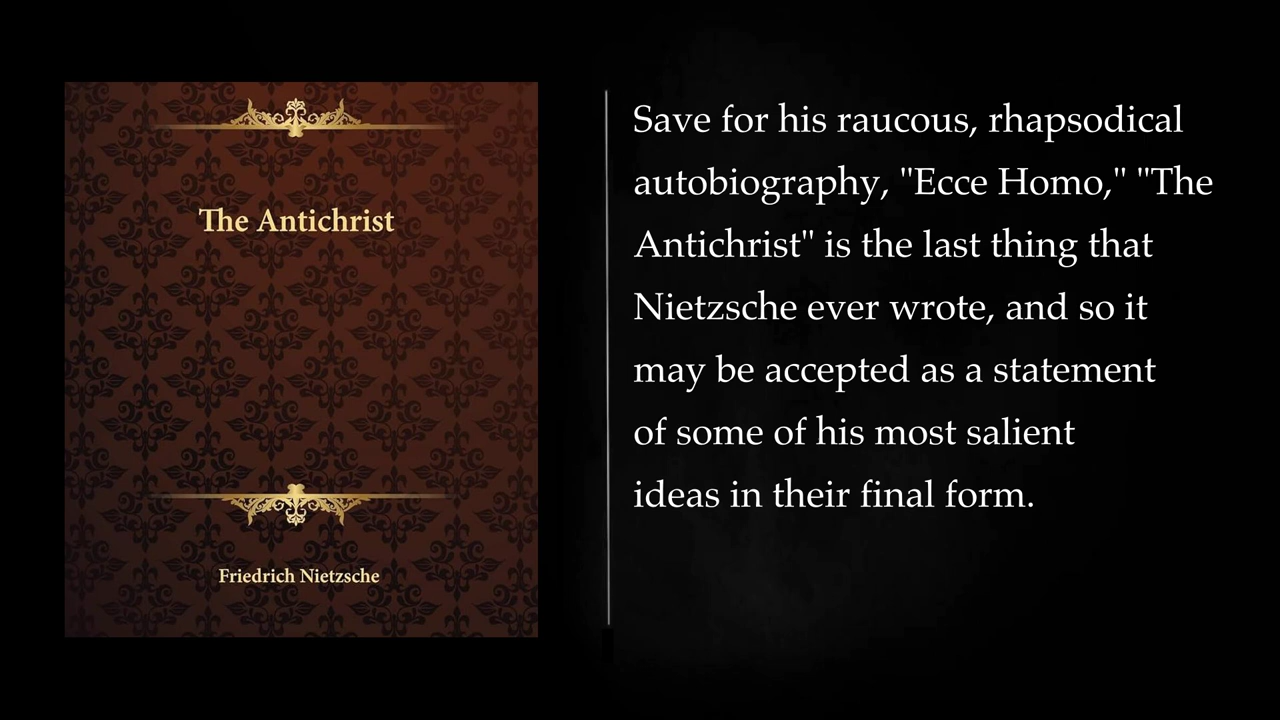 The Antichrist
Friedrich Nietzsche
Save for his raucous, rhapsodical
autobiography, "Ecce Homo," "The
Antichrist" is the last thing that
Nietzsche ever wrote, and so it
may be accepted as a statement
of some of his most salient
ideas in their final form.